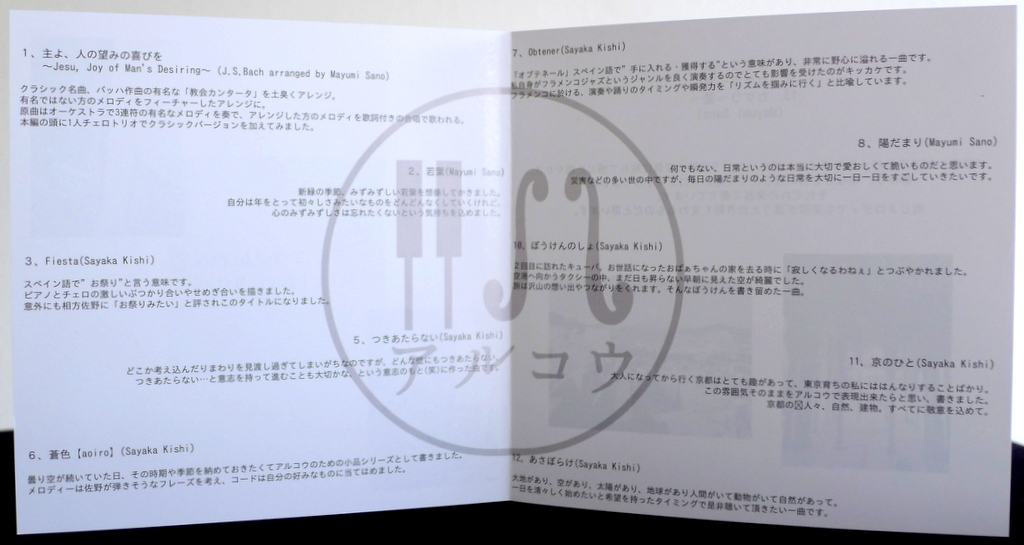 1、主よ、人の望みの喜びを
〜Jesu, Joy of Man's Desiring〜 (J,S,Bach arranged by Mayumi Sano)
クラシック名曲、バッハ作曲の有名な「教会カンタータ」を土臭くアレンジ。
有名ではない方のメロディをフィーチャーしたアレンジに。
原曲はオーケストラで3連符の有名なメロディを奏で、アレンジした方のメロディを歌詞付きの合唱で歌われる。
本編の頭に1人チェロトリオでクラシックバージョンを加えてみました。
2、若葉(Mayumi Sano)
新緑の季節、みずみずしい若葉を想像してかきました。
自分は年をとって初々しさみたいなものをどんどんなくしていくけれど、
心のみずみずしさは忘れたくないという気持ちを込めました。
3、Fiesta(Sayaka Kishi)
スペイン語で”お祭り”と言う意味です。
ピアノとチェロの激しいぶつかり合いやせめぎ合いを描きました。
意外にも相方佐野に「お祭りみたい」と評されこのタイトルになりました。
5、つきあたらない(Sayaka Kishi)
どこか考え込んだりまわりを見渡し過ぎてしまいがちなのですが、どんな壁にもつきあたらない、
つきあたらない…と意志を持って進むことも大切かな、という意志のもと(笑)に作った曲です。
6、蒼色【aoiro】(Sayaka Kishi)
曇り空が続いていた日、その時期や季節を納めておきたくてアルコウのための小品シリーズとして書きました。
メロディーは佐野が弾きそうなフレーズを考え、コードは自分の好みなものに当てはめました。
7、Obtener(Sayaka Kishi)
「オブテネール」スペイン語で”手に入れる・獲得する”という意味があり、非常に野心に溢れる一曲です。
私自身がフラメンコジャズというジャンルを良く演奏するのでとても影響を受けたのがキッカケです。
フラメンコに於ける、演奏や踊りのタイミングや瞬発力を「リズムを掴みに行く」と比喩しています。
8、陽だまり(Mayumi Sano)
何でもない、日常というのは本当に大切で愛おしくて脆いものだと思います。
災害などの多い世の中ですが、毎日の陽だまりのような日常を大切に一日一日をすごしていきたいです。
10、ぼうけんのしょ(Sayaka Kishi)
2回目に訪れたキューバ。お世話になったおばぁちゃんの家を去る時に「寂しくなるわねぇ」とつぶやかれました。
空港へ向かうタクシーの中、まだ日も昇らない早朝に見えた空が綺麗でした。
旅は沢山の想い出やつながりをくれます。そんなぼうけんを書き留めた一曲。
11、京のひと(Sayaka Kishi)
大人になってから行く京都はとても趣があって、東京育ちの私にははんなりすることばかり。
この雰囲気そのままをアルコウで表現出来たらと思い、書きました。
京都の人々、自然、建物。すべてに敬意を込めて。
12、あさぼらけ(Sayaka Kishi)
大地があり、空があり、太陽があり、地球があり人間がいて動物がいて自然があって。
一日を清々しく始めたいと希望を持ったタイミングで是非聴いて頂きたい一曲です。
アルコウ